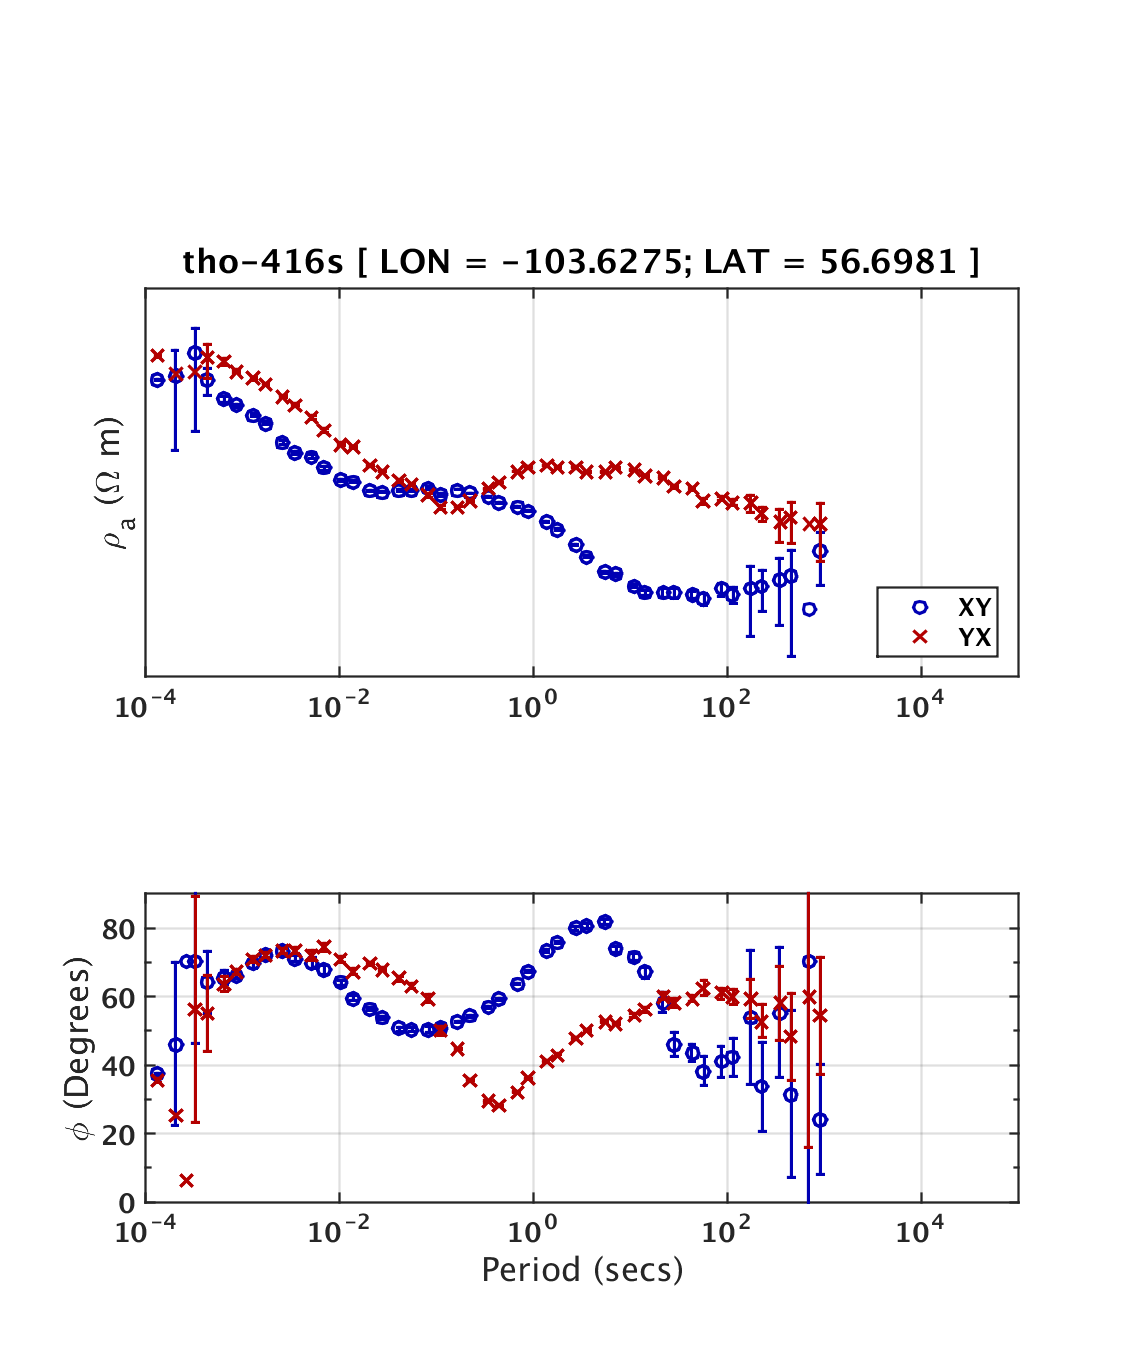 tho-416s [ LON = -103.6275; LAT = 56.6981 ]
ρa (Ω m)
XY
YX
10^-4 10^-2 10^0 10^2 10^4
ϕ (Degrees)
80
60
40
20
0
10^-4 10^-2 10^0 10^2 10^4
Period (secs)